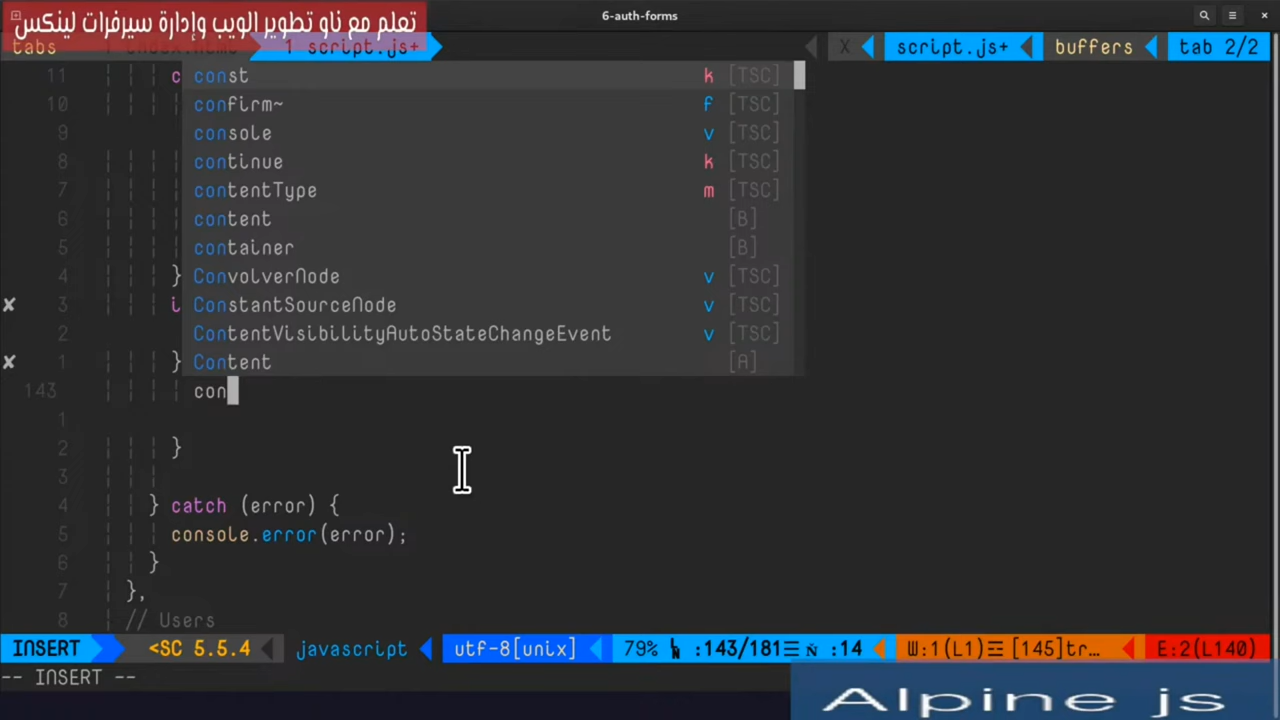 6-auth-forms
تعلم مع ناو تطوير الويب وإدارة سيرفرات لينكس
tabs index.html 1 script.js+ X script.js+ buffers tab 2/2
11 c const k [TSC]
10 confirm~ f [TSC]
9 console v [TSC]
8 continue k [TSC]
7 contentType m [TSC]
6 content [B]
5 container [B]
4 } ConvolverNode v [TSC]
✘ 3 i ConstantSourceNode v [TSC]
2 ContentVisibilityAutoStateChangeEvent v [TSC]
✘ 1 } Content [A]
143 con
1
2 }
3
4 } catch (error) {
5 console.error(error);
6 }
7 },
8 // Users
INSERT <SC 5.5.4 javascript utf-8[unix] 79% :143/181☰ :14 W:1(L1)☲ [145]tr… E:2(L140)
-- INSERT --
Alpine js